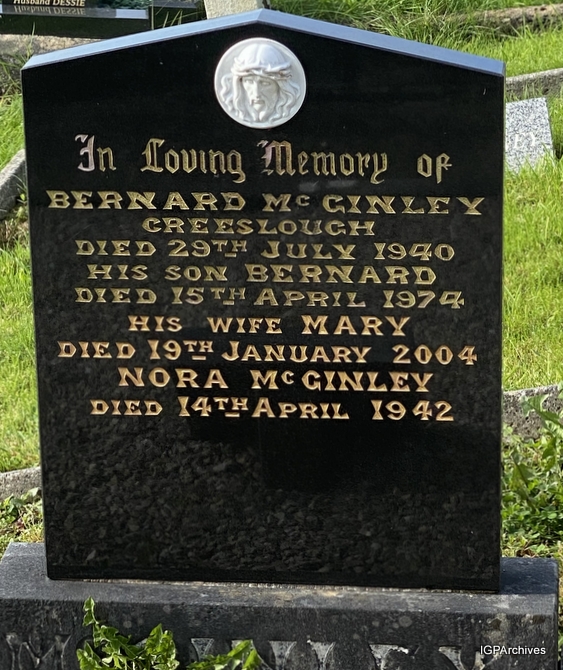 Husband DESSIE
In Loving Memory of
BERNARD McGINLEY
CREESLOUGH
DIED 29TH JULY 1940
HIS SON BERNARD
DIED 15TH APRIL 1974
HIS WIFE MARY
DIED 19TH JANUARY 2004
NORA McGINLEY
DIED 14TH APRIL 1942
IGPArchives